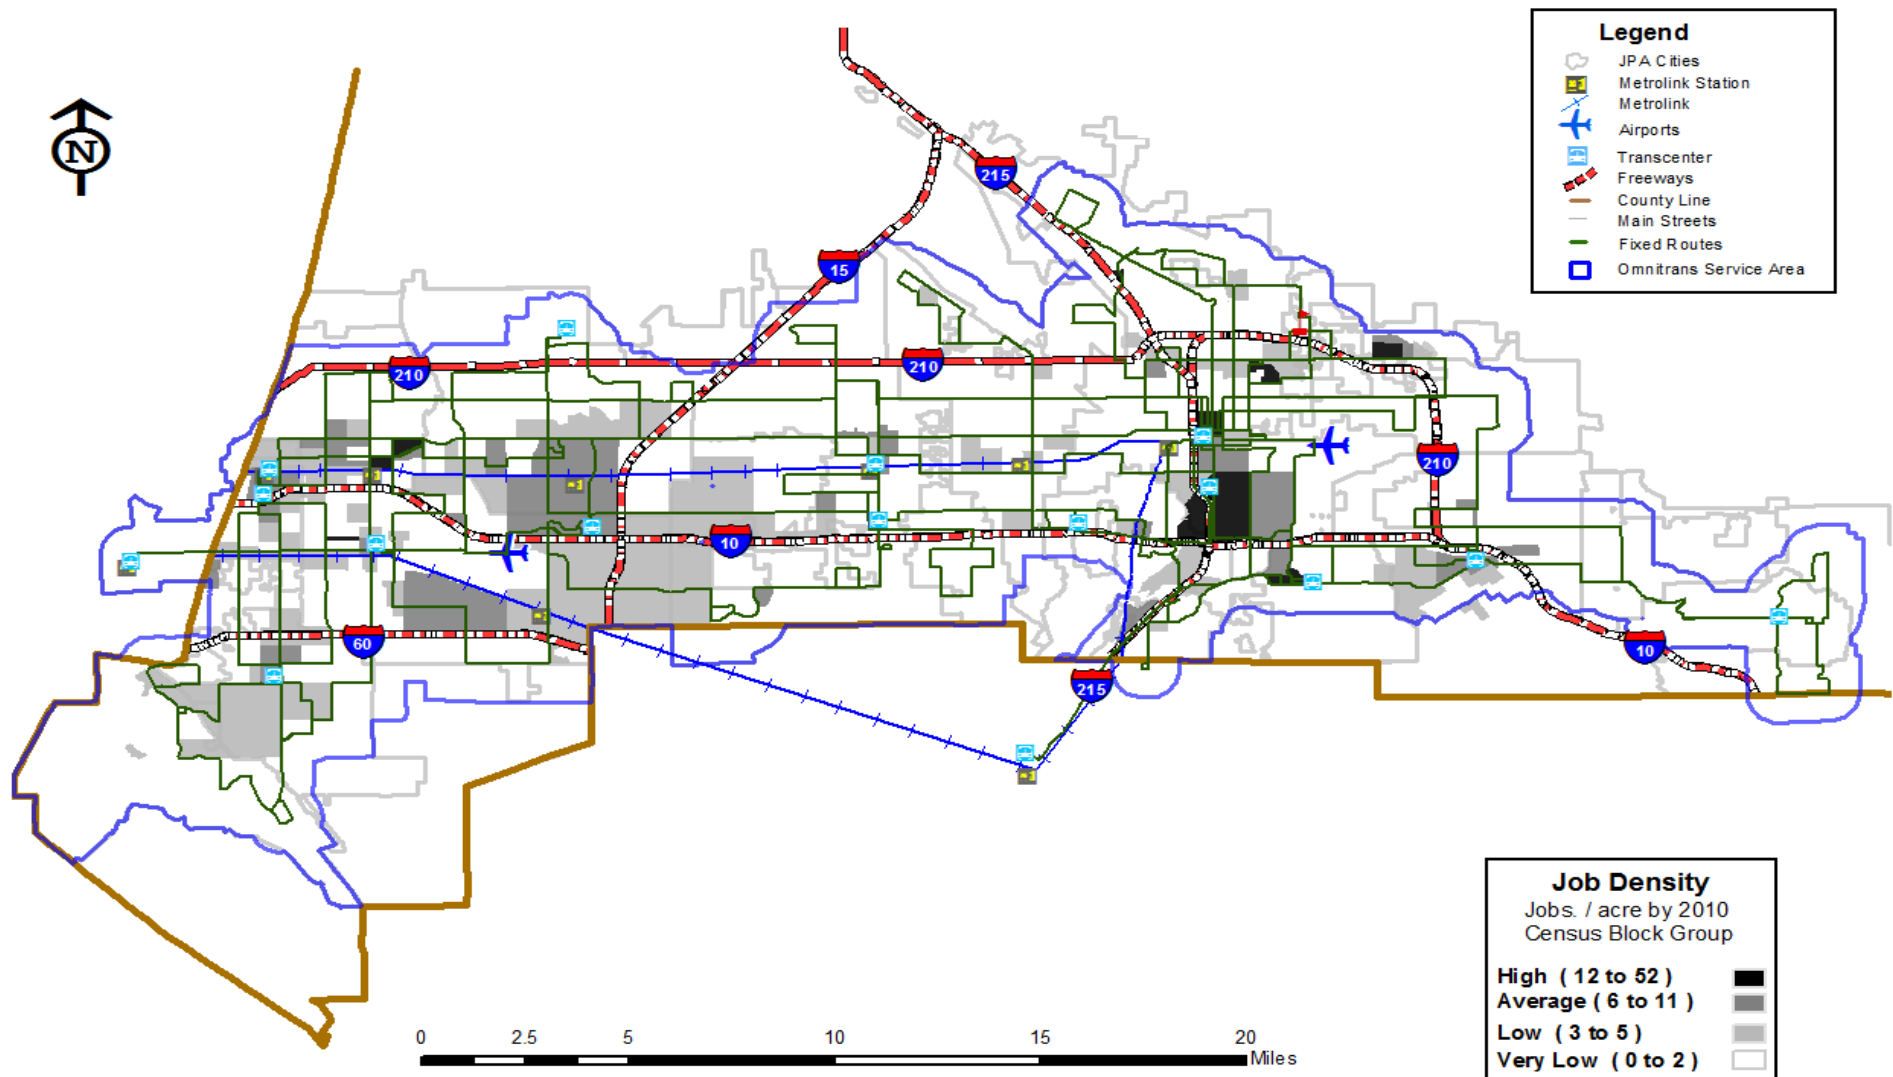 N
Legend
JPA Cities
Metrolink Station
Metrolink
Airports
Transcenter
Freeways
County Line
Main Streets
Fixed Routes
Omnitrans Service Area
215
15
210
210
210
10
60
10
215
Job Density
Jobs. / acre by 2010
Census Block Group
High ( 12 to 52 )
Average ( 6 to 11 )
Low ( 3 to 5 )
Very Low ( 0 to 2 )
0 2.5 5 10 15 20
Miles